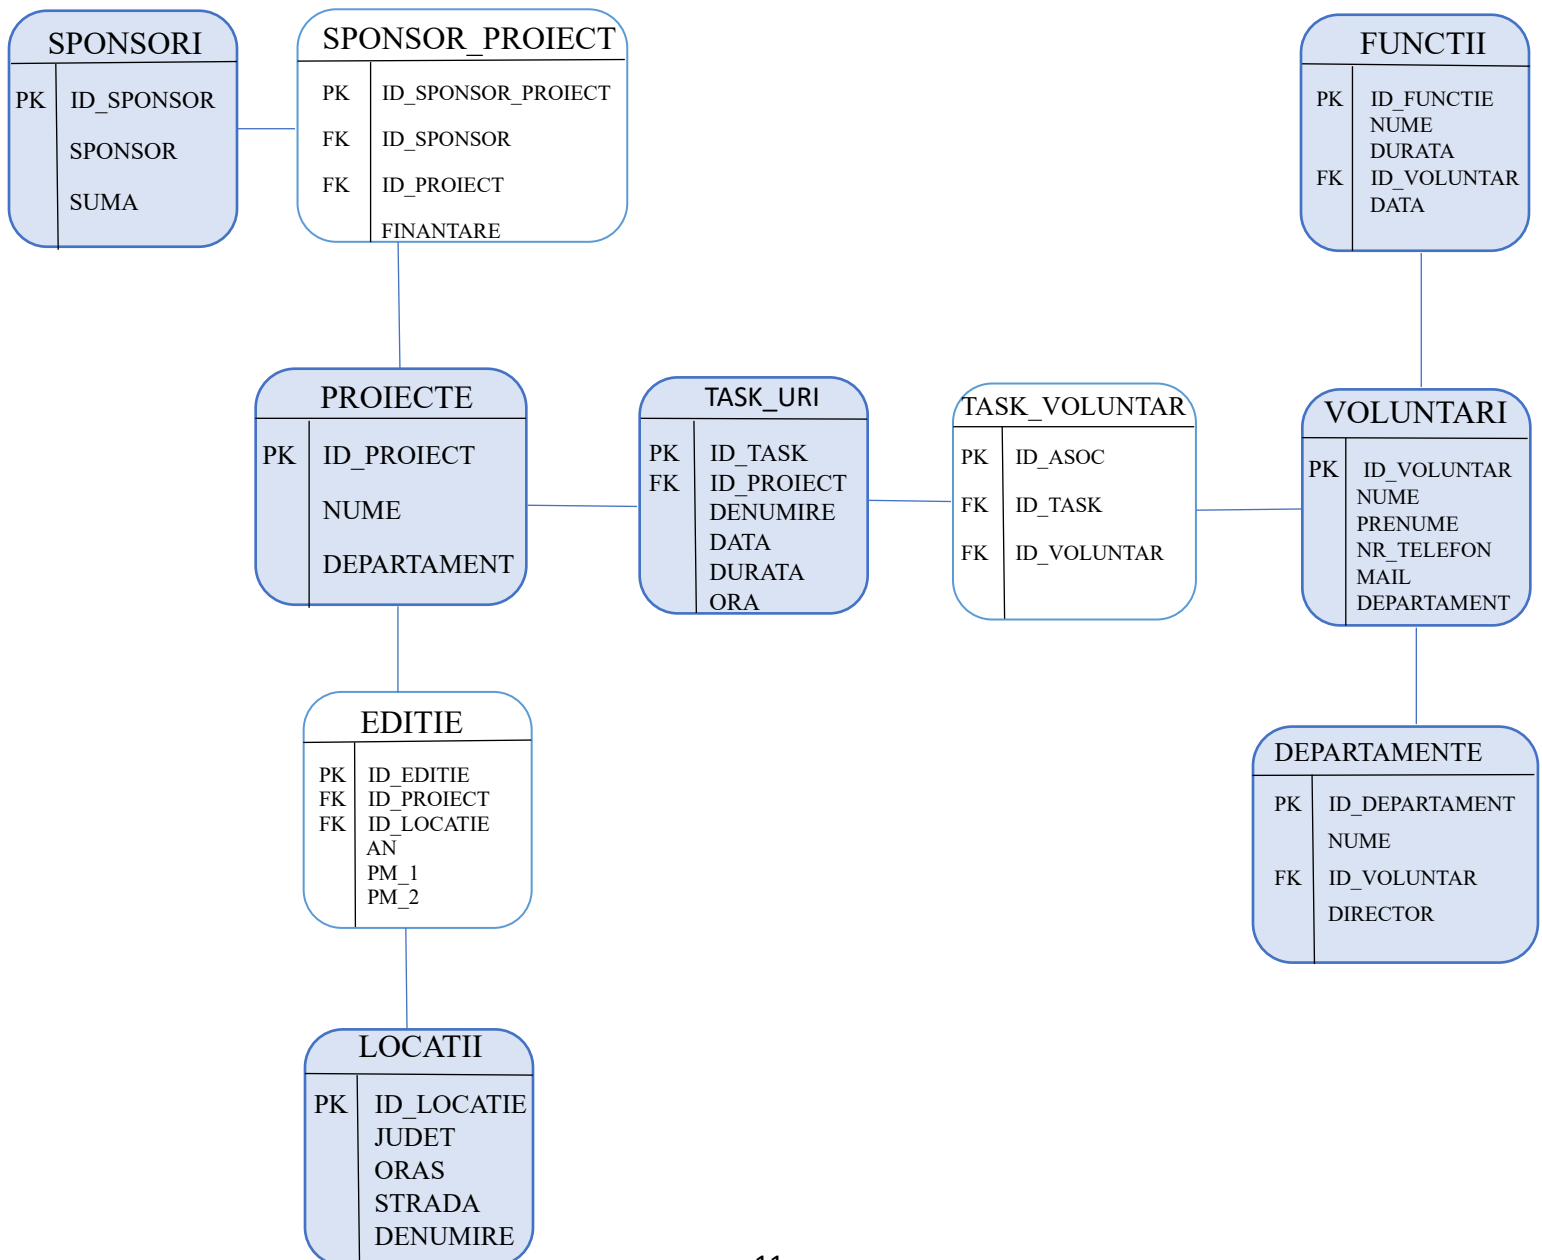 SPONSORI
PK ID_SPONSOR
SPONSOR
SUMA
SPONSOR_PROIECT
PK ID_SPONSOR_PROIECT
FK ID_SPONSOR
FK ID_PROIECT
FINANTARE
FUNCTII
PK ID_FUNCTIE
NUME
DURATA
FK ID_VOLUNTAR
DATA
PROIECTE
PK ID_PROIECT
NUME
DEPARTAMENT
TASK_URI
PK ID_TASK
FK ID_PROIECT
DENUMIRE
DATA
DURATA
ORA
TASK_VOLUNTAR
PK ID_ASOC
FK ID_TASK
FK ID_VOLUNTAR
VOLUNTARI
PK ID_VOLUNTAR
NUME
PRENUME
NR_TELEFON
MAIL
DEPARTAMENT
EDITIE
PK ID_EDITIE
FK ID_PROIECT
FK ID_LOCATIE
AN
PM_1
PM_2
DEPARTAMENTE
PK ID_DEPARTAMENT
NUME
FK ID_VOLUNTAR
DIRECTOR
LOCATII
PK ID_LOCATIE
JUDET
ORAS
STRADA
DENUMIRE